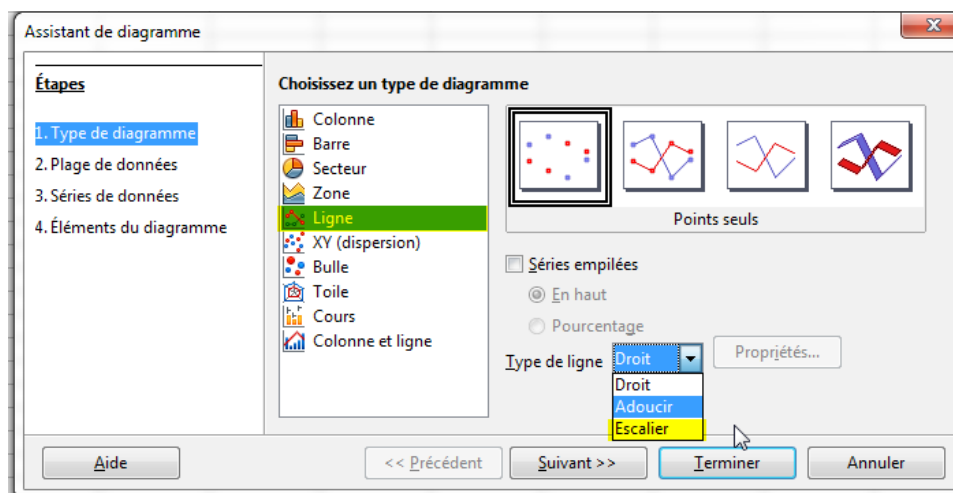 Assistant de diagramme
Étapes
1. Type de diagramme
2. Plage de données
3. Séries de données
4. Éléments du diagramme
Choisissez un type de diagramme
Colonne
Barre
Secteur
Zone
Ligne
XY (dispersion)
Bulle
Toile
Cours
Colonne et ligne
Points seuls
Séries empilées
En haut
Pourcentage
Type de ligne Droit Propriétés...
Droit
Adoucir
Escalier
Aide << Précédent Suivant >> Terminer Annuler